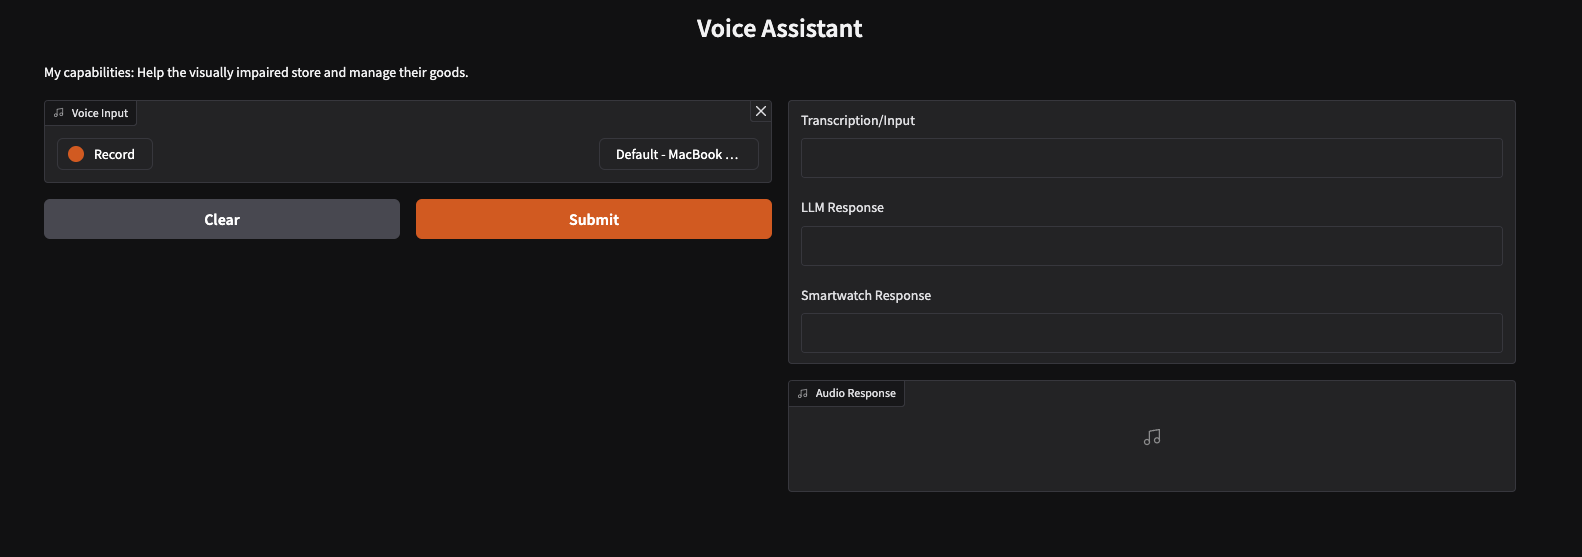 Voice Assistant
My capabilities: Help the visually impaired store and manage their goods.
Voice Input
Record
Default - MacBook ...
Clear
Submit
Transcription/Input
LLM Response
Smartwatch Response
Audio Response